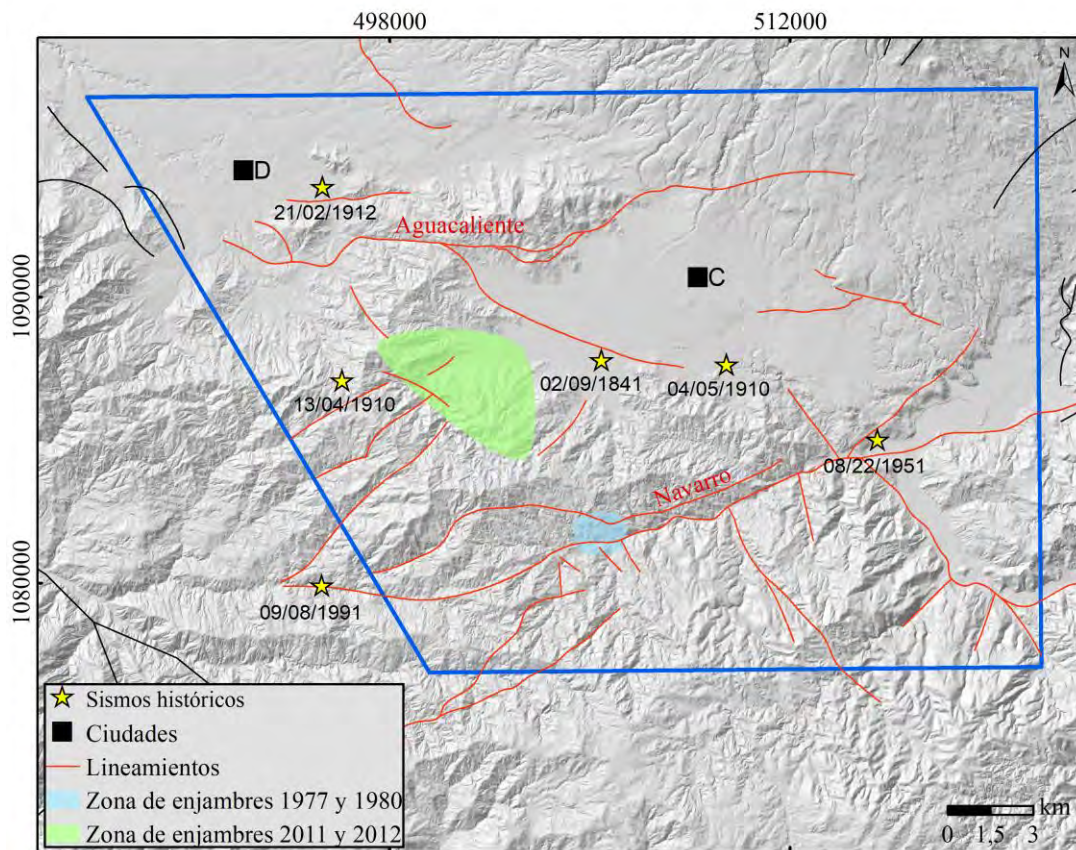 498000
512000
N
D
21/02/1912
Aguacaliente
1090000
C
13/04/1910
02/09/1841
04/05/1910
08/22/1951
Navarro
1080000
09/08/1991
Sismos históricos
Ciudades
Lineamientos
Zona de enjambres 1977 y 1980
Zona de enjambres 2011 y 2012
km
0 1,5 3